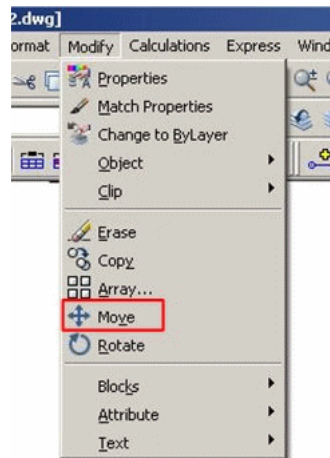 2.dwg]
ormat Modify Calculations Express Wind
Properties
Match Properties
Change to ByLayer
Object
Clip
Erase
Copy
Array...
Move
Rotate
Blocks
Attribute
Text